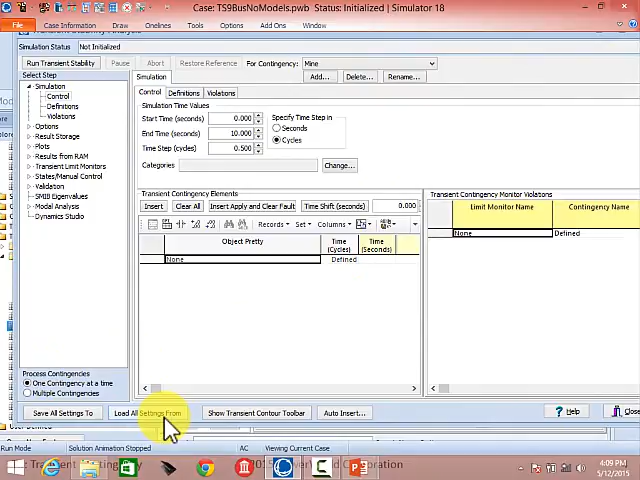 Case: TS9BusNoModels.pwb Status: Initialized | Simulator 18
File
Case Information
Draw
Onelines
Tools
Options
Add Ons
Window
Simulation Status
Not Initialized
Run Transient Stability
Pause
Abort
Restore Reference
For Contingency:
Mine
Select Step
Simulation
Control
Definitions
Violations
Options
Result Storage
Plots
Results from RAM
Transient Limit Monitors
States/Manual Control
Validation
SMIB Eigenvalues
Modal Analysis
Dynamics Studio
Process Contingencies
One Contingency at a time
Multiple Contingencies
Simulation
Add...
Delete...
Rename...
Control
Definitions
Violations
Simulation Time Values
Start Time (seconds)
0.000
End Time (seconds)
10.000
Time Step (cycles)
0.500
Specify Time Step in
Seconds
Cycles
Categories
Change...
Transient Contingency Elements
Insert
Clear All
Insert Apply and Clear Fault
Time Shift (seconds)
0.000
Records
Set
Columns
Object Pretty
Time (Cycles)
Time (Seconds)
None
Defined
Transient Contingency Monitor Violations
Limit Monitor Name
Contingency Name
None
Defined
Save All Settings To
Load All Settings From
Show Transient Contour Toolbar
Auto Insert...
Help
Close
Run Mode
Solution Animation Stopped
AC
Viewing Current Case
4:09 PM
5/12/2015